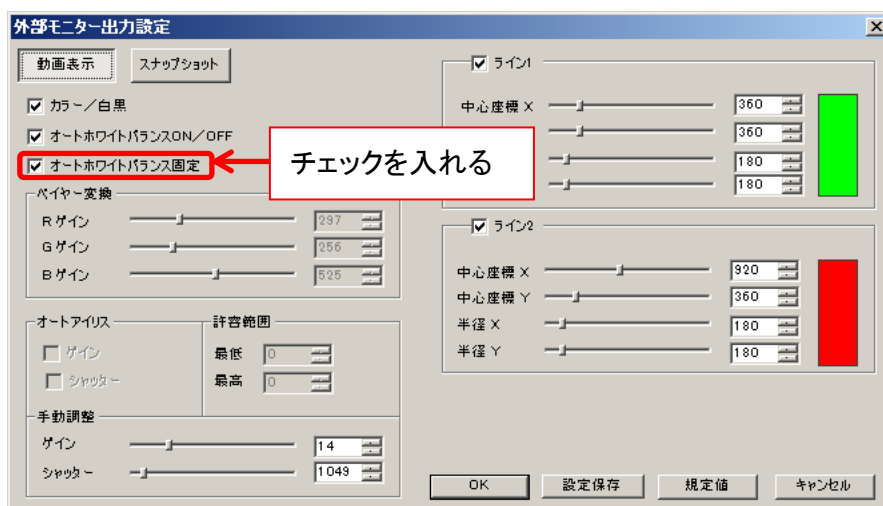 外部モニター出力設定
動画表示
スナップショット
カラー/白黒
オートホワイトバランスON/OFF
オートホワイトバランス固定
チェックを入れる
ベイヤー変換
Rゲイン 297
Gゲイン 256
Bゲイン 525
オートアイリス
ゲイン
シャッター
許容範囲
最低 0
最高 0
手動調整
ゲイン 14
シャッター 1049
ライン1
中心座標 X 360
360
180
180
ライン2
中心座標 X 920
中心座標 Y 360
半径 X 180
半径 Y 180
OK
設定保存
規定値
キャンセル